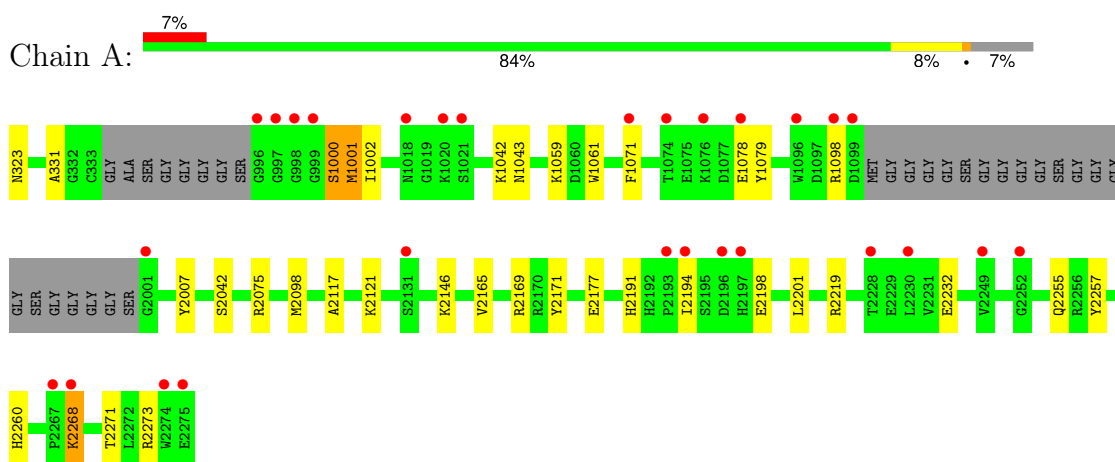 7%
Chain A:
84% 8% • 7%
N323 A331 G332 C333 GLY ALA SER GLY GLY GLY GLY SER G996 G997 G998 G999 S1000 M1001 I1002 N1018 G1019 K1020 S1021 K1042 N1043 K1059 D1060 W1061 F1071 T1074 E1075 K1076 D1077 E1078 Y1079 W1096 D1097 R1098 D1099 MET GLY GLY GLY GLY SER GLY GLY GLY GLY SER GLY GLY GLY GLY
GLY SER GLY GLY GLY GLY SER G2001 Y2007 S2042 R2075 M2098 A2117 K2121 S2131 K2146 V2165 R2169 R2170 Y2171 E2177 H2191 H2192 P2193 I2194 S2195 D2196 H2197 E2198 L2201 R2219 T2228 E2229 L2230 V2231 E2232 V2249 G2252 Q2255 R2256 Y2257
H2260 P2267 K2268 T2271 L2272 R2273 W2274 E2275